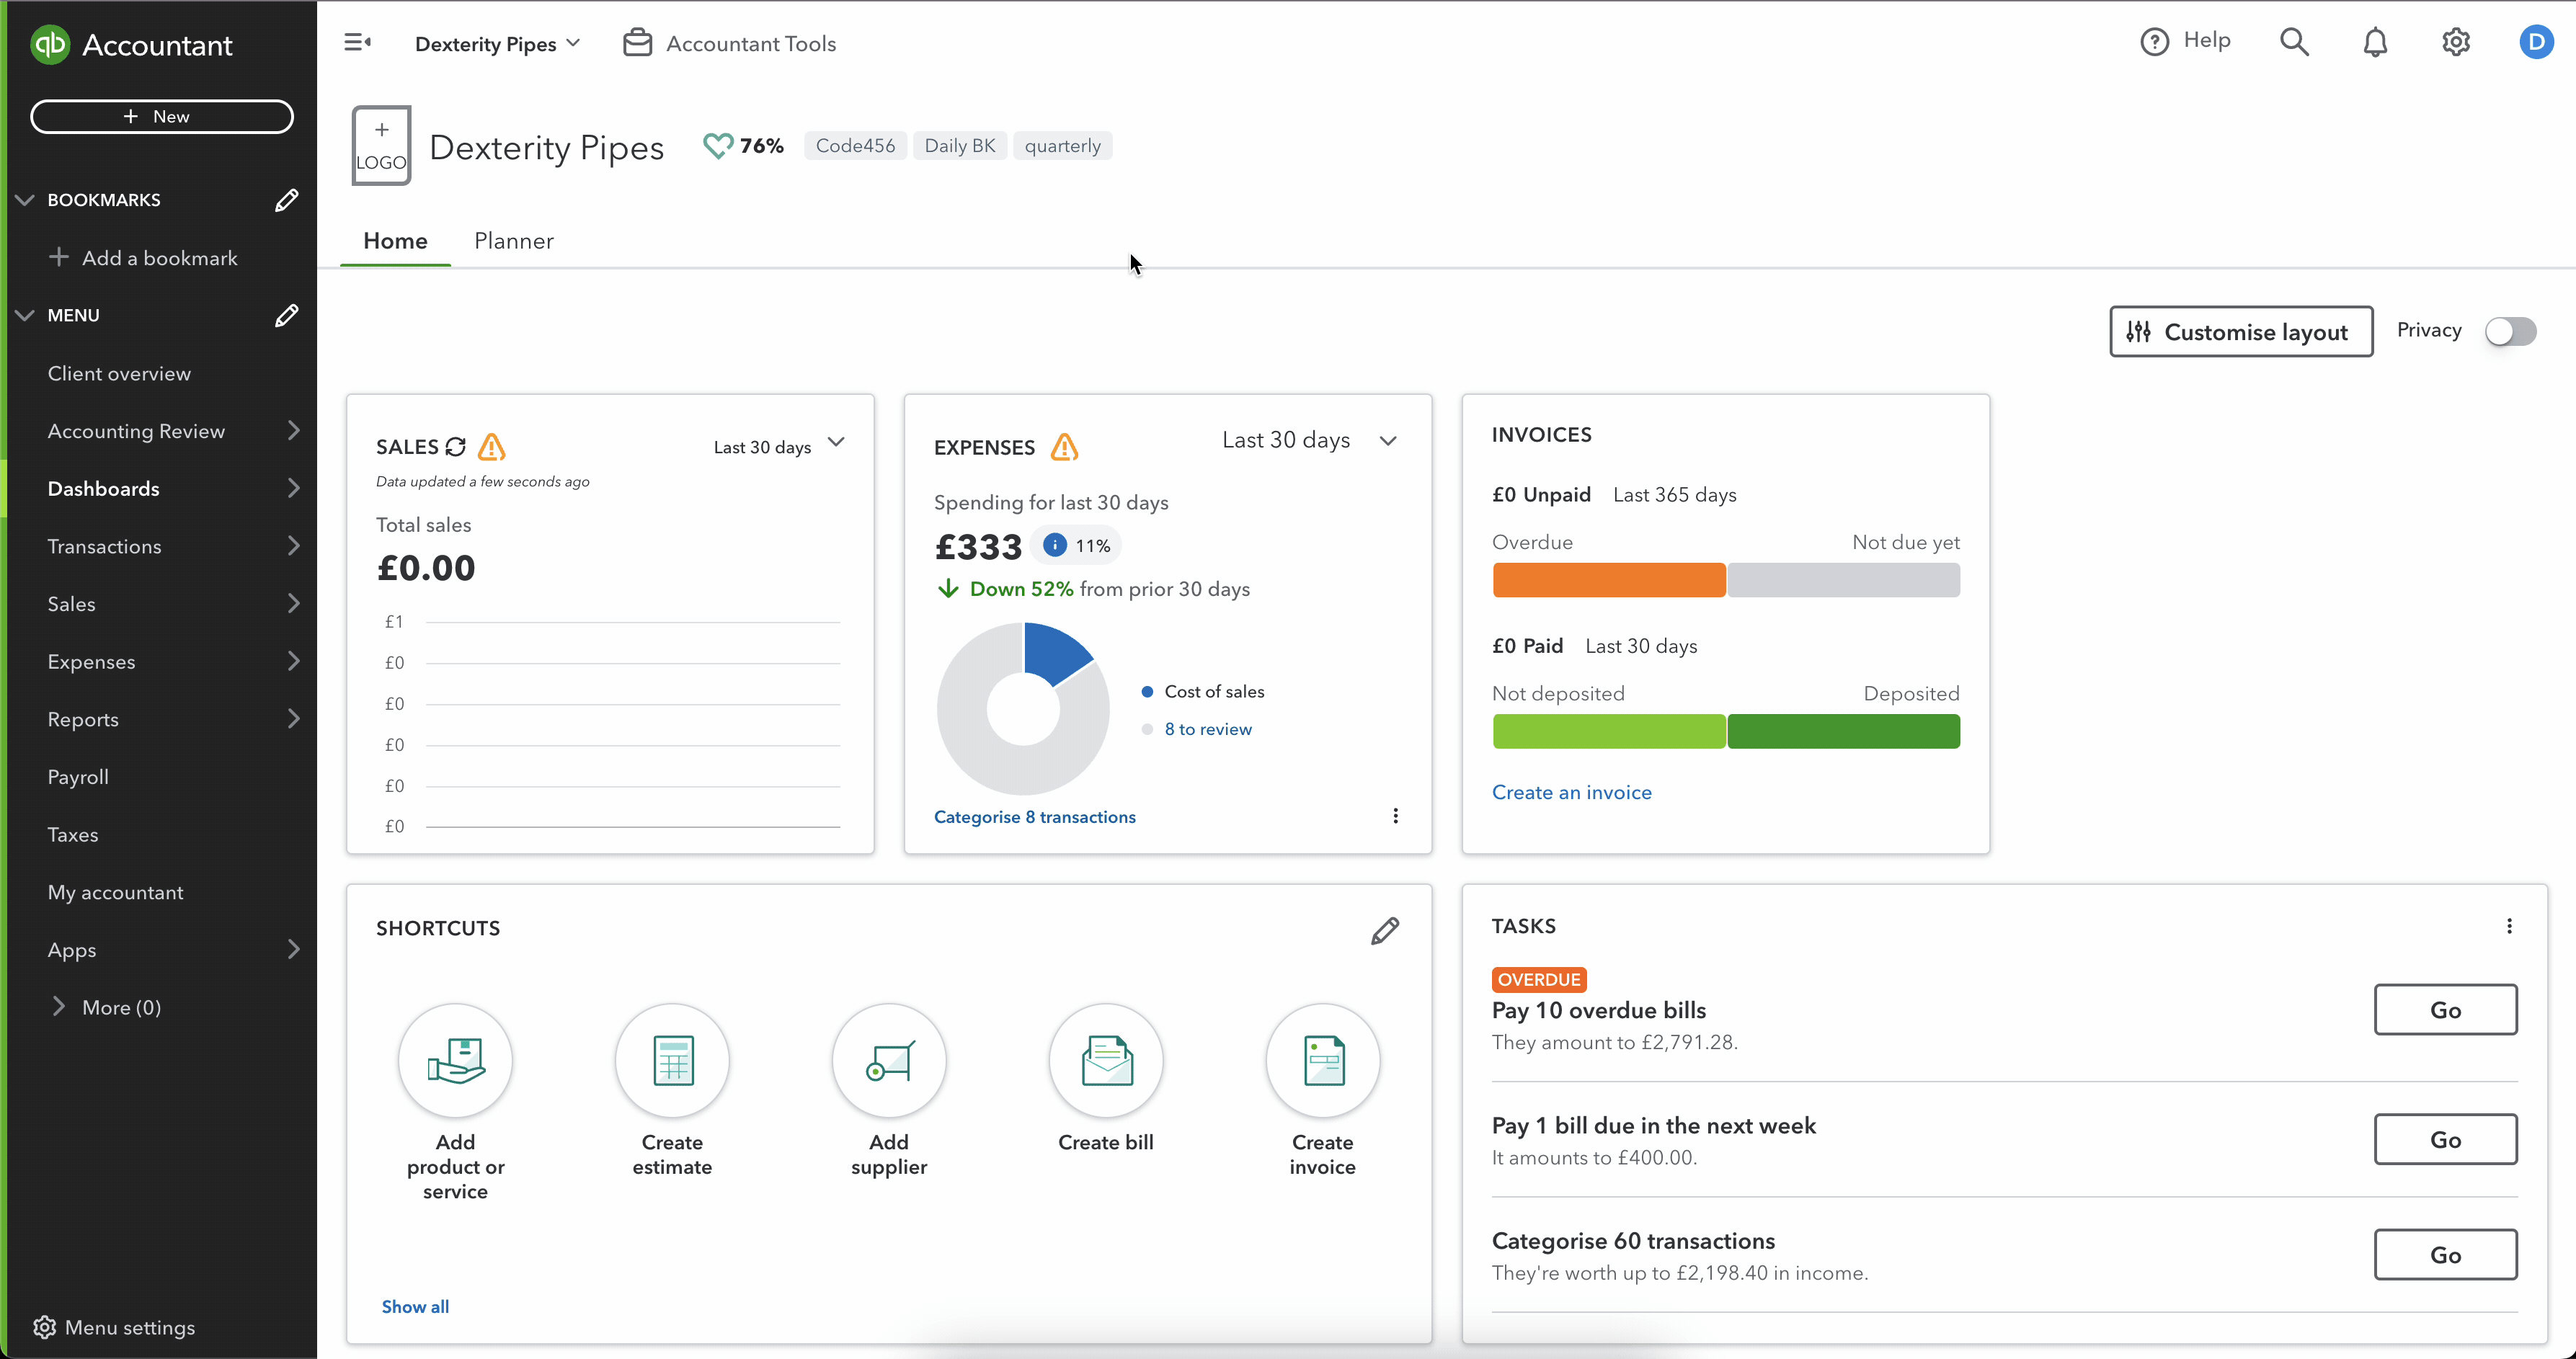 qb Accountant
+ New
BOOKMARKS
+ Add a bookmark
MENU
Client overview
Accounting Review
Dashboards
Transactions
Sales
Expenses
Reports
Payroll
Taxes
My accountant
Apps
More (0)
Menu settings
Dexterity Pipes
Accountant Tools
? Help
D
+
LOGO
Dexterity Pipes
76%
Code456
Daily BK
quarterly
Home
Planner
Customise layout
Privacy
SALES
Last 30 days
Data updated a few seconds ago
Total sales
£0.00
£1
£0
£0
£0
£0
£0
EXPENSES
Last 30 days
Spending for last 30 days
£333
i 11%
Down 52% from prior 30 days
Cost of sales
8 to review
Categorise 8 transactions
INVOICES
£0 Unpaid Last 365 days
Overdue Not due yet
£0 Paid Last 30 days
Not deposited Deposited
Create an invoice
SHORTCUTS
Add
product or
service
Create
estimate
Add
supplier
Create bill
Create
invoice
Show all
TASKS
OVERDUE
Pay 10 overdue bills
They amount to £2,791.28.
Go
Pay 1 bill due in the next week
It amounts to £400.00.
Go
Categorise 60 transactions
They're worth up to £2,198.40 in income.
Go